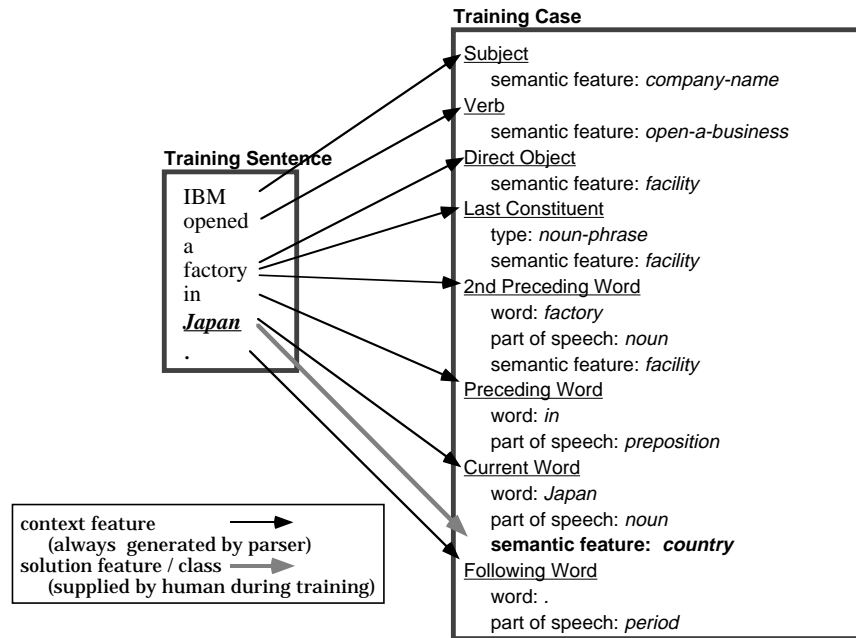 Training Case
Subject
semantic feature: company-name
Verb
semantic feature: open-a-business
Direct Object
semantic feature: facility
Last Constituent
type: noun-phrase
semantic feature: facility
2nd Preceding Word
word: factory
part of speech: noun
semantic feature: facility
Preceding Word
word: in
part of speech: preposition
Current Word
word: Japan
part of speech: noun
semantic feature: country
Following Word
word: .
part of speech: period
Training Sentence
IBM
opened
a
factory
in
Japan
.
context feature
(always generated by parser)
solution feature / class
(supplied by human during training)